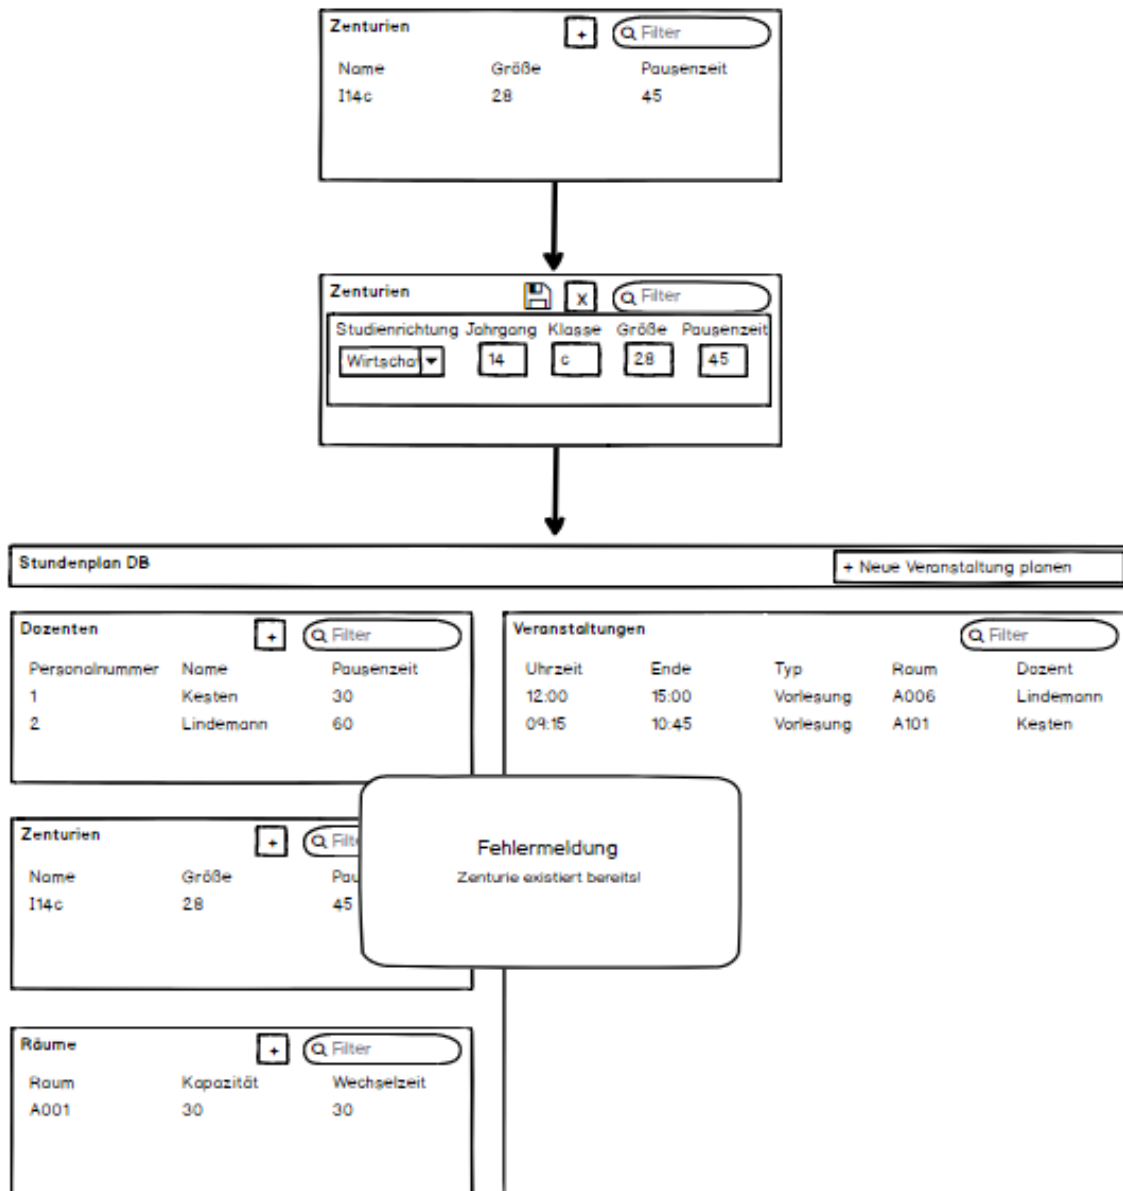 Zenturien + Filter
Name Größe Pausenzeit
I14c 28 45
Zenturien X Filter
Studienrichtung Jahrgang Klasse Größe Pausenzeit
Wirtschaf 14 c 28 45
Stundenplan DB + Neue Veranstaltung planen
Dozenten + Filter
Personalnummer Name Pausenzeit
1 Kesten 30
2 Lindemann 60
Veranstaltungen Filter
Uhrzeit Ende Typ Raum Dozent
12:00 15:00 Vorlesung A006 Lindemann
09:15 10:45 Vorlesung A101 Kesten
Zenturien + Filt
Name Größe Pau
I14c 28 45
Fehlermeldung
Zenturie existiert bereits!
Räume + Filter
Raum Kapazität Wechselzeit
A001 30 30